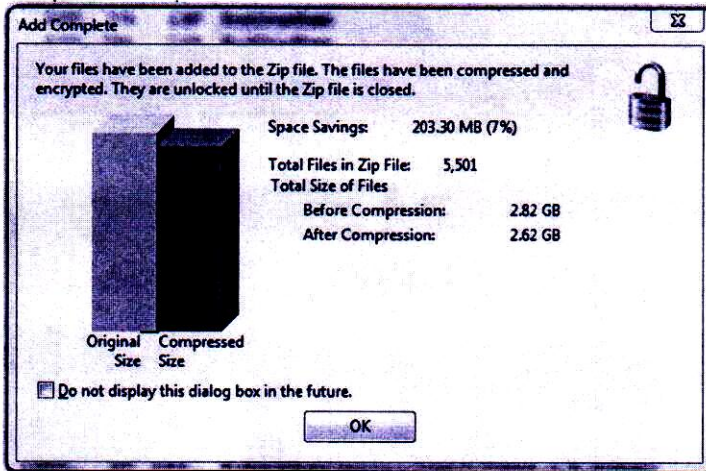 Add Complete
Your files have been added to the Zip file. The files have been compressed and
encrypted. They are unlocked until the Zip file is closed.
Space Savings: 203.30 MB (7%)
Total Files in Zip File: 5,501
Total Size of Files
Before Compression: 2.82 GB
After Compression: 2.62 GB
Original Compressed
Size Size
Do not display this dialog box in the future.
OK